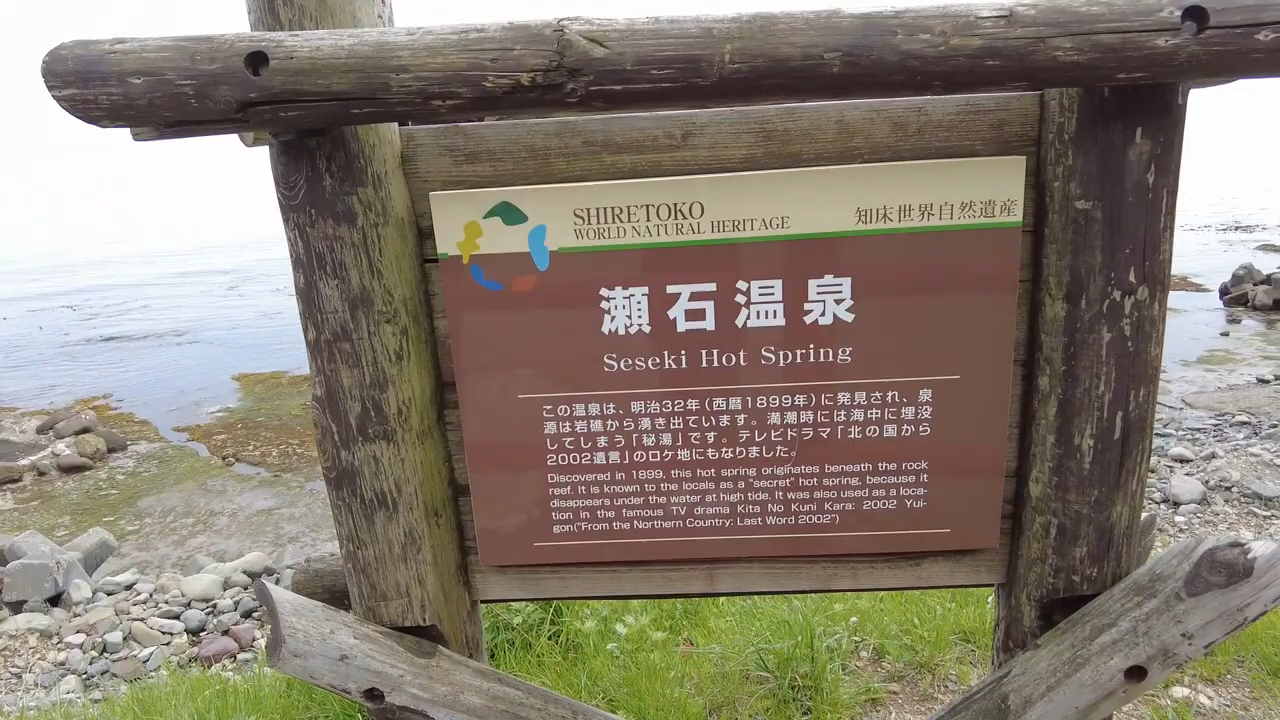 SHIRETOKO
WORLD NATURAL HERITAGE
知床世界自然遺産
瀬石温泉
Seseki Hot Spring
この温泉は、明治32年（西暦1899年）に発見され、泉
源は岩礁から湧き出ています。満潮時には海中に埋没
してしまう「秘湯」です。テレビドラマ「北の国から
2002遺言」のロケ地にもなりました。
Discovered in 1899, this hot spring originates beneath the rock
reef. It is known to the locals as a "secret" hot spring, because it
disappears under the water at high tide. It was also used as a loca-
tion in the famous TV drama Kita No Kuni Kara: 2002 Yui-
gon("From the Northern Country: Last Word 2002")